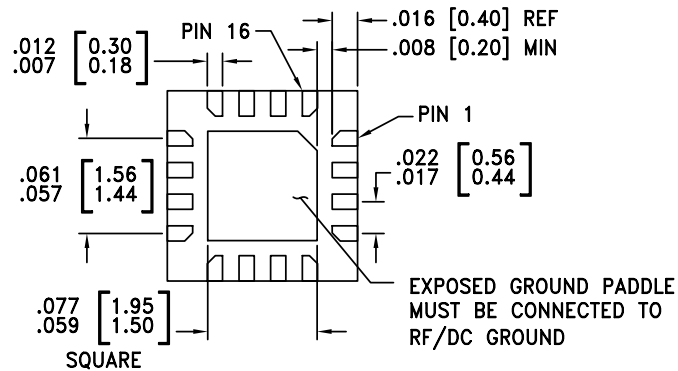 .016 [0.40] REF
.008 [0.20] MIN
PIN 16
.012 [0.30]
.007 [0.18]
PIN 1
.022 [0.56]
.017 [0.44]
.061 [1.56]
.057 [1.44]
.077 [1.95]
.059 [1.50]
SQUARE
EXPOSED GROUND PADDLE
MUST BE CONNECTED TO
RF/DC GROUND